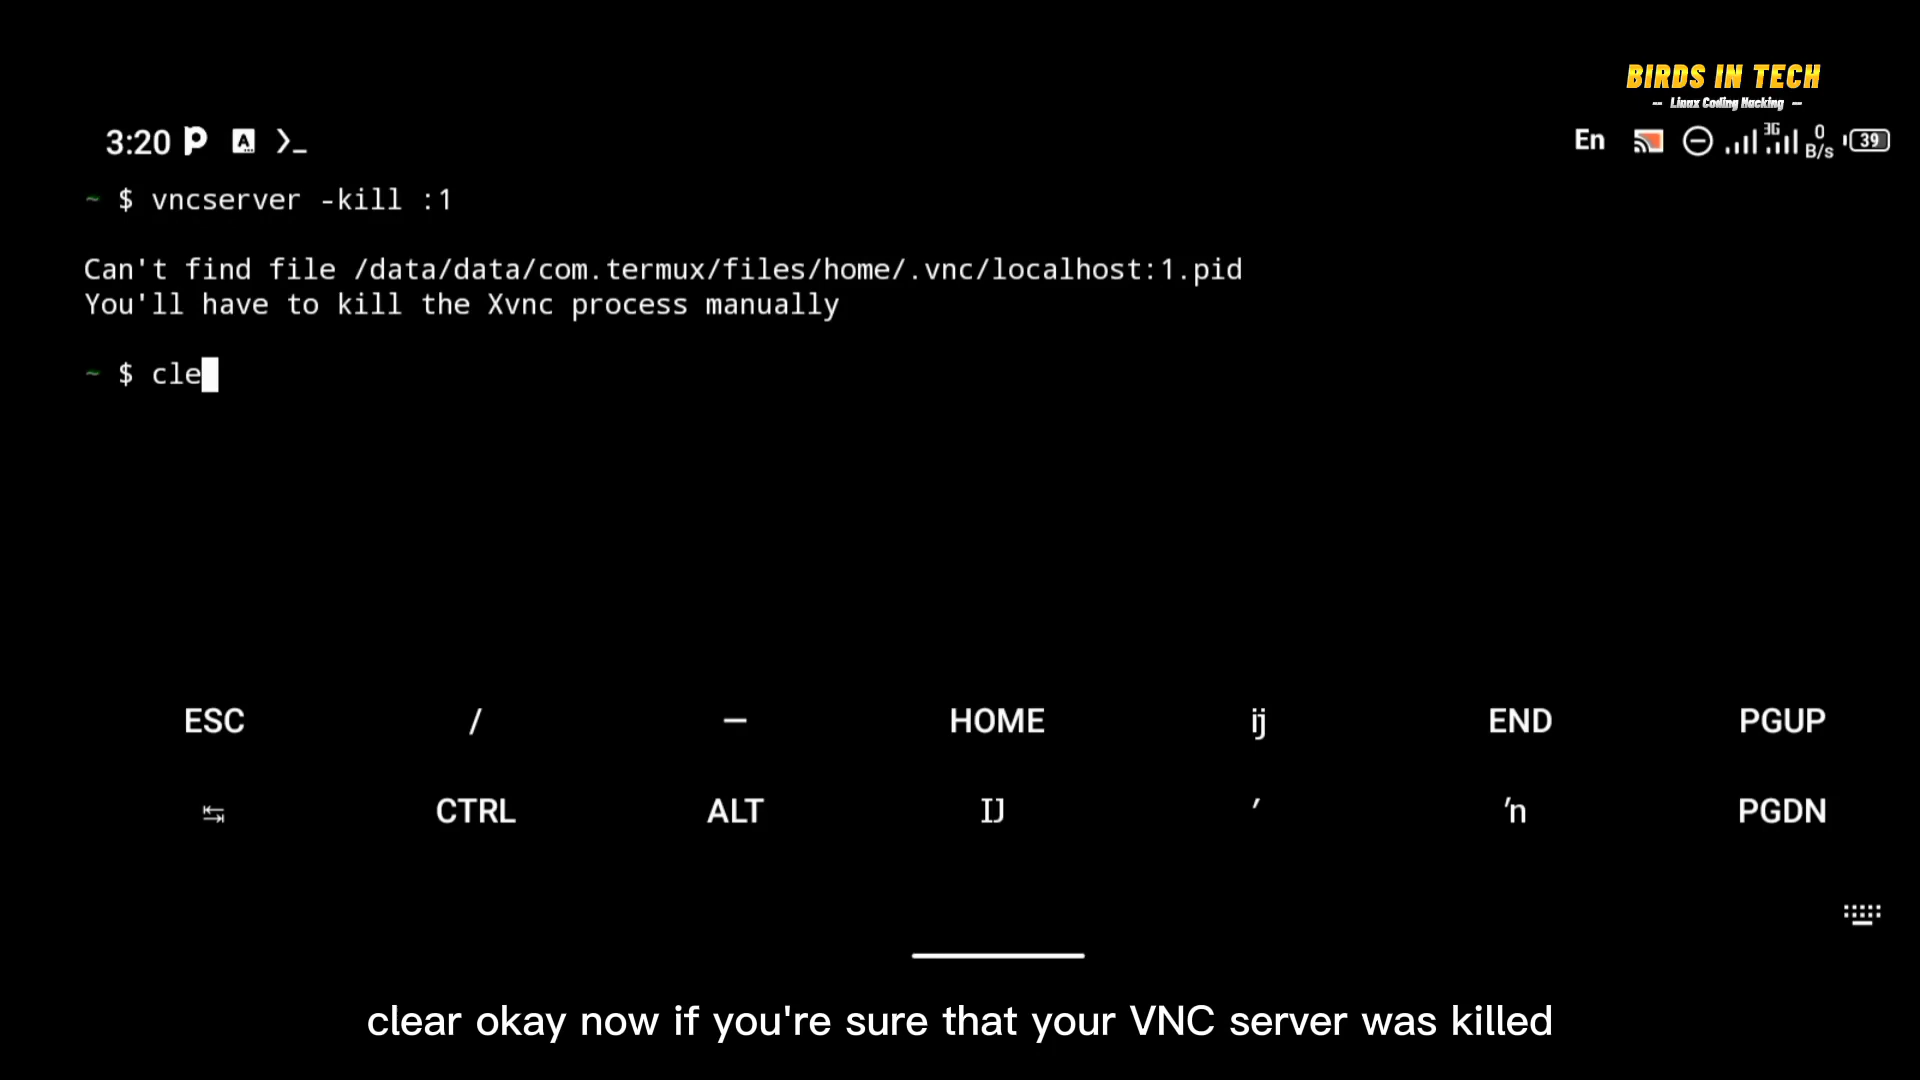 BIRDS IN TECH
-- Linux Coding Hacking --
3:20 A... >_ En 3G 0 B/s 39
~ $ vncserver -kill :1
Can't find file /data/data/com.termux/files/home/.vnc/localhost:1.pid
You'll have to kill the Xvnc process manually
~ $ cle
ESC / — HOME ij END PGUP
↹ CTRL ALT IJ ′ ŉ PGDN
clear okay now if you're sure that your VNC server was killed